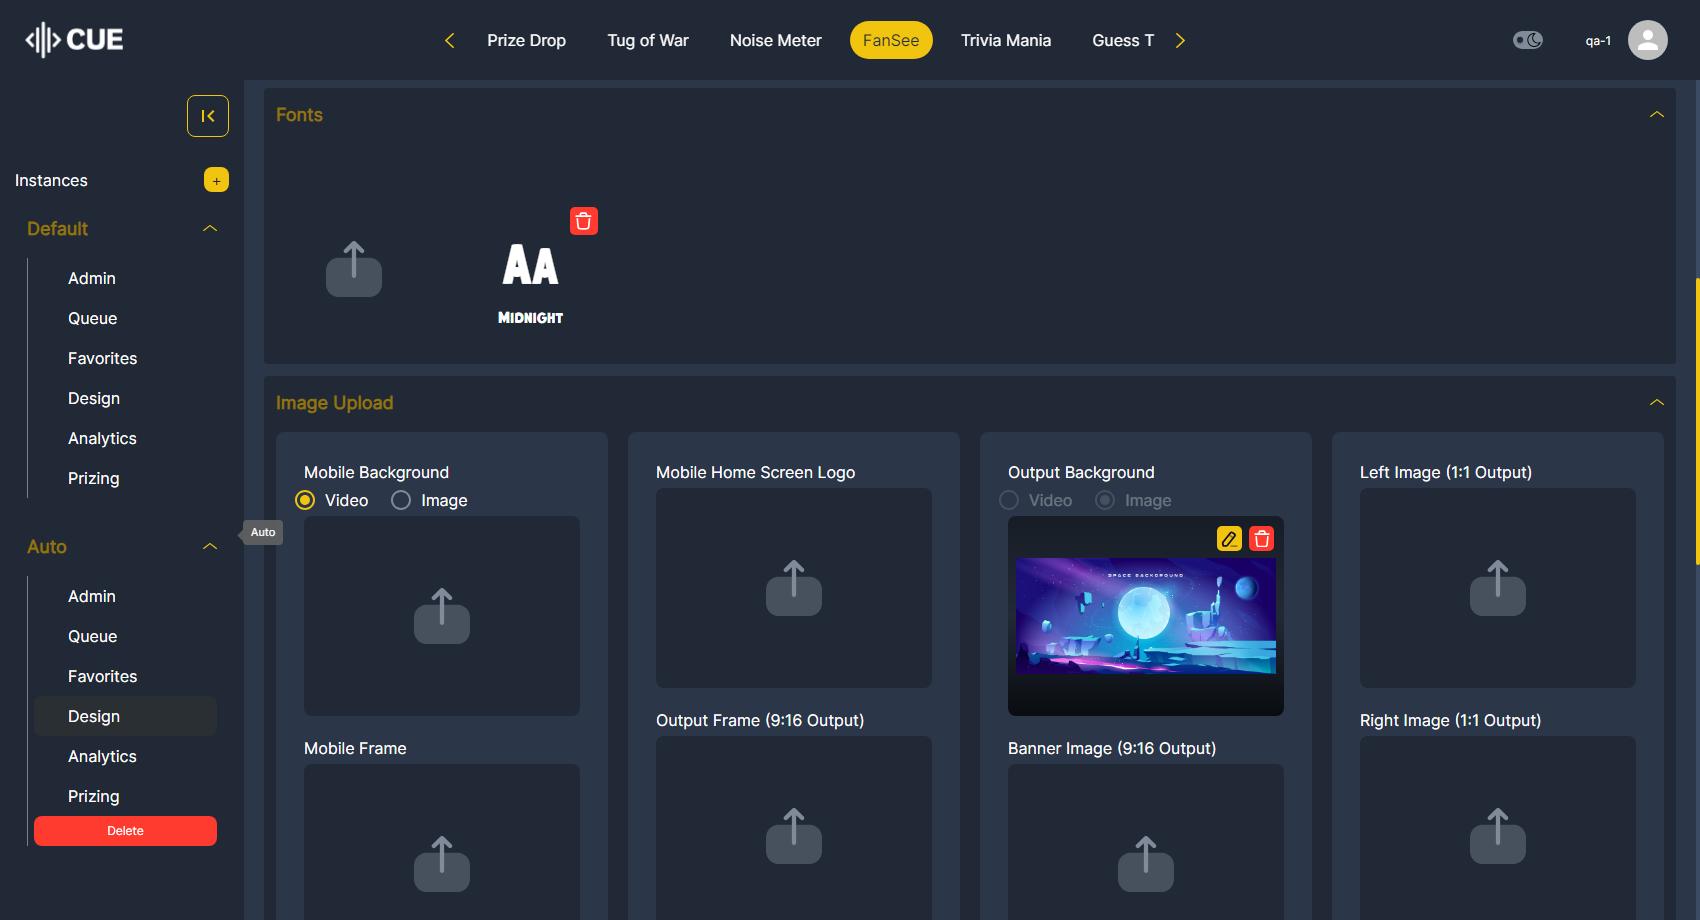 CUE
Prize Drop
Tug of War
Noise Meter
FanSee
Trivia Mania
Guess T
qa-1
Instances
+
Default
Admin
Queue
Favorites
Design
Analytics
Prizing
Auto
Auto
Admin
Queue
Favorites
Design
Analytics
Prizing
Delete
Fonts
AA
MIDNIGHT
Image Upload
Mobile Background
Video
Image
Mobile Frame
Mobile Home Screen Logo
Output Frame (9:16 Output)
Output Background
Video
Image
SPACE BACKGROUND
Banner Image (9:16 Output)
Left Image (1:1 Output)
Right Image (1:1 Output)